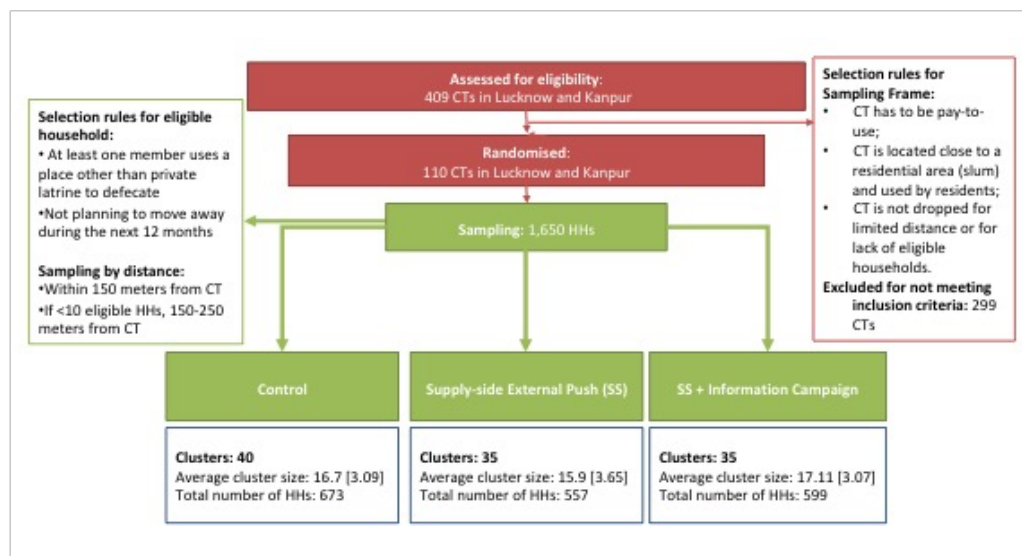 Assessed for eligibility:
409 CTs in Lucknow and Kanpur
Selection rules for
Sampling Frame:
• CT has to be pay-to-
use;
• CT is located close to a
residential area (slum)
and used by residents;
• CT is not dropped for
limited distance or for
lack of eligible
households.
Excluded for not meeting
inclusion criteria: 299
CTs
Selection rules for eligible
household:
• At least one member uses a
place other than private
latrine to defecate
•Not planning to move away
during the next 12 months
Sampling by distance:
•Within 150 meters from CT
•If <10 eligible HHs, 150-250
meters from CT
Randomised:
110 CTs in Lucknow and Kanpur
Sampling: 1,650 HHs
Control
Clusters: 40
Average cluster size: 16.7 [3.09]
Total number of HHs: 673
Supply-side External Push (SS)
Clusters: 35
Average cluster size: 15.9 [3.65]
Total number of HHs: 557
SS + Information Campaign
Clusters: 35
Average cluster size: 17.11 [3.07]
Total number of HHs: 599